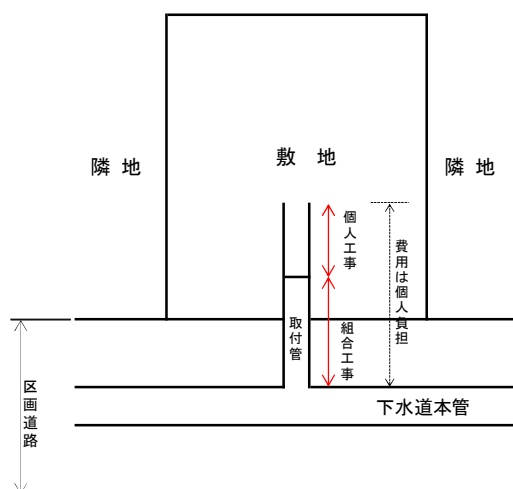 敷 地
隣 地
隣 地
個人工事
費用は個人負担
取付管
組合工事
区画道路
下水道本管